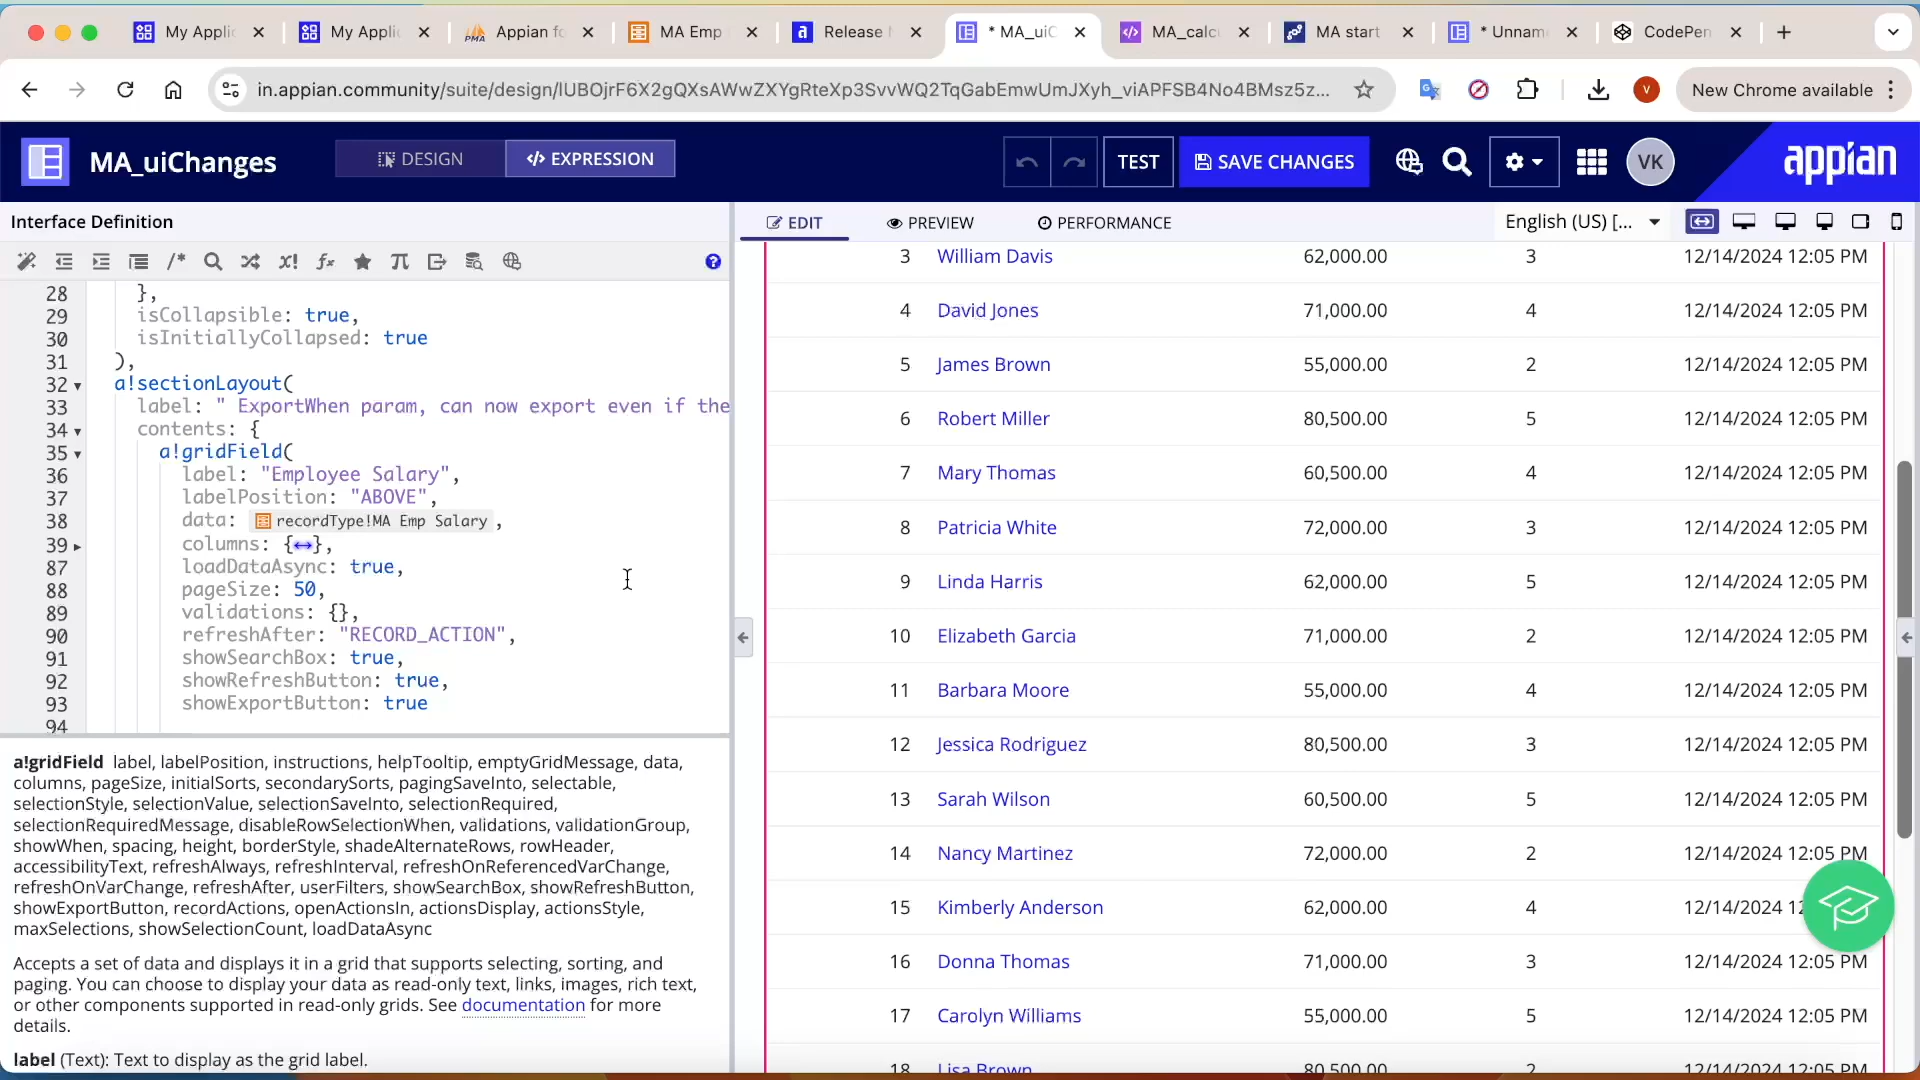 My Applic
My Applic
Appian fo
MA Emp
Release
* MA_uiC
MA_calc
MA start
* Unnam
CodePen
in.appian.community/suite/design/lUBOjrF6X2gQXsAWwZXYgRteXp3SvvWQ2TqGabEmwUmJXyh_viAPFSB4No4BMsz5z...
V
New Chrome available
MA_uiChanges
DESIGN
EXPRESSION
TEST
SAVE CHANGES
VK
appian
Interface Definition
EDIT
PREVIEW
PERFORMANCE
English (US) [...
28 },
29 isCollapsible: true,
30 isInitiallyCollapsed: true
31 ),
32 a!sectionLayout(
33 label: " ExportWhen param, can now export even if the
34 contents: {
35 a!gridField(
36 label: "Employee Salary",
37 labelPosition: "ABOVE",
38 data: recordType!MA Emp Salary,
39 columns: {},
87 loadDataAsync: true,
88 pageSize: 50,
89 validations: {},
90 refreshAfter: "RECORD_ACTION",
91 showSearchBox: true,
92 showRefreshButton: true,
93 showExportButton: true
94
a!gridField label, labelPosition, instructions, helpTooltip, emptyGridMessage, data,
columns, pageSize, initialSorts, secondarySorts, pagingSaveInto, selectable,
selectionStyle, selectionValue, selectionSaveInto, selectionRequired,
selectionRequiredMessage, disableRowSelectionWhen, validations, validationGroup,
showWhen, spacing, height, borderStyle, shadeAlternateRows, rowHeader,
accessibilityText, refreshAlways, refreshInterval, refreshOnReferencedVarChange,
refreshOnVarChange, refreshAfter, userFilters, showSearchBox, showRefreshButton,
showExportButton, recordActions, openActionsIn, actionsDisplay, actionsStyle,
maxSelections, showSelectionCount, loadDataAsync
Accepts a set of data and displays it in a grid that supports selecting, sorting, and
paging. You can choose to display your data as read-only text, links, images, rich text,
or other components supported in read-only grids. See documentation for more
details.
label (Text): Text to display as the grid label.
3 William Davis 62,000.00 3 12/14/2024 12:05 PM
4 David Jones 71,000.00 4 12/14/2024 12:05 PM
5 James Brown 55,000.00 2 12/14/2024 12:05 PM
6 Robert Miller 80,500.00 5 12/14/2024 12:05 PM
7 Mary Thomas 60,500.00 4 12/14/2024 12:05 PM
8 Patricia White 72,000.00 3 12/14/2024 12:05 PM
9 Linda Harris 62,000.00 5 12/14/2024 12:05 PM
10 Elizabeth Garcia 71,000.00 2 12/14/2024 12:05 PM
11 Barbara Moore 55,000.00 4 12/14/2024 12:05 PM
12 Jessica Rodriguez 80,500.00 3 12/14/2024 12:05 PM
13 Sarah Wilson 60,500.00 5 12/14/2024 12:05 PM
14 Nancy Martinez 72,000.00 2 12/14/2024 12:05 PM
15 Kimberly Anderson 62,000.00 4 12/14/2024 12
16 Donna Thomas 71,000.00 3 12/14/2024 12:05 PM
17 Carolyn Williams 55,000.00 5 12/14/2024 12:05 PM
18 Lisa Brown 80,500.00 2 12/14/2024 12:05 PM